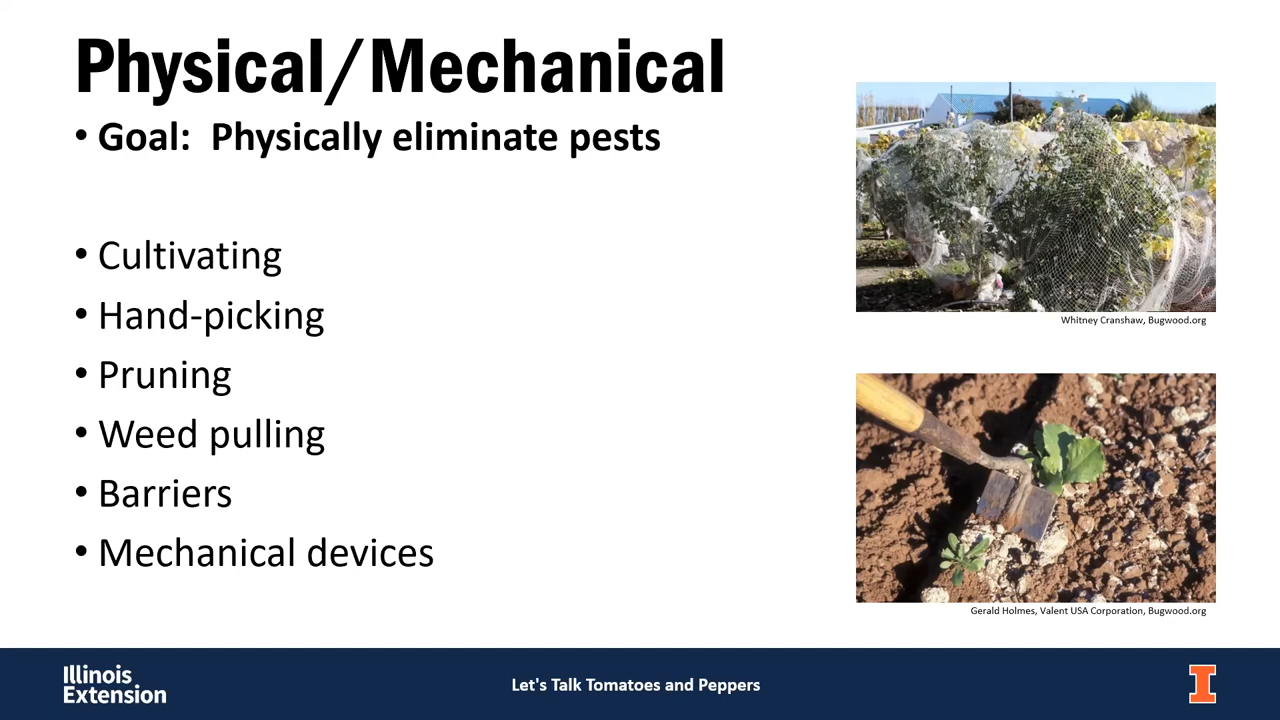 Physical/Mechanical
• Goal:  Physically eliminate pests
• Cultivating
• Hand-picking
• Pruning
• Weed pulling
• Barriers
• Mechanical devices
Whitney Cranshaw, Bugwood.org
Gerald Holmes, Valent USA Corporation, Bugwood.org
Illinois
Extension
Let's Talk Tomatoes and Peppers
I